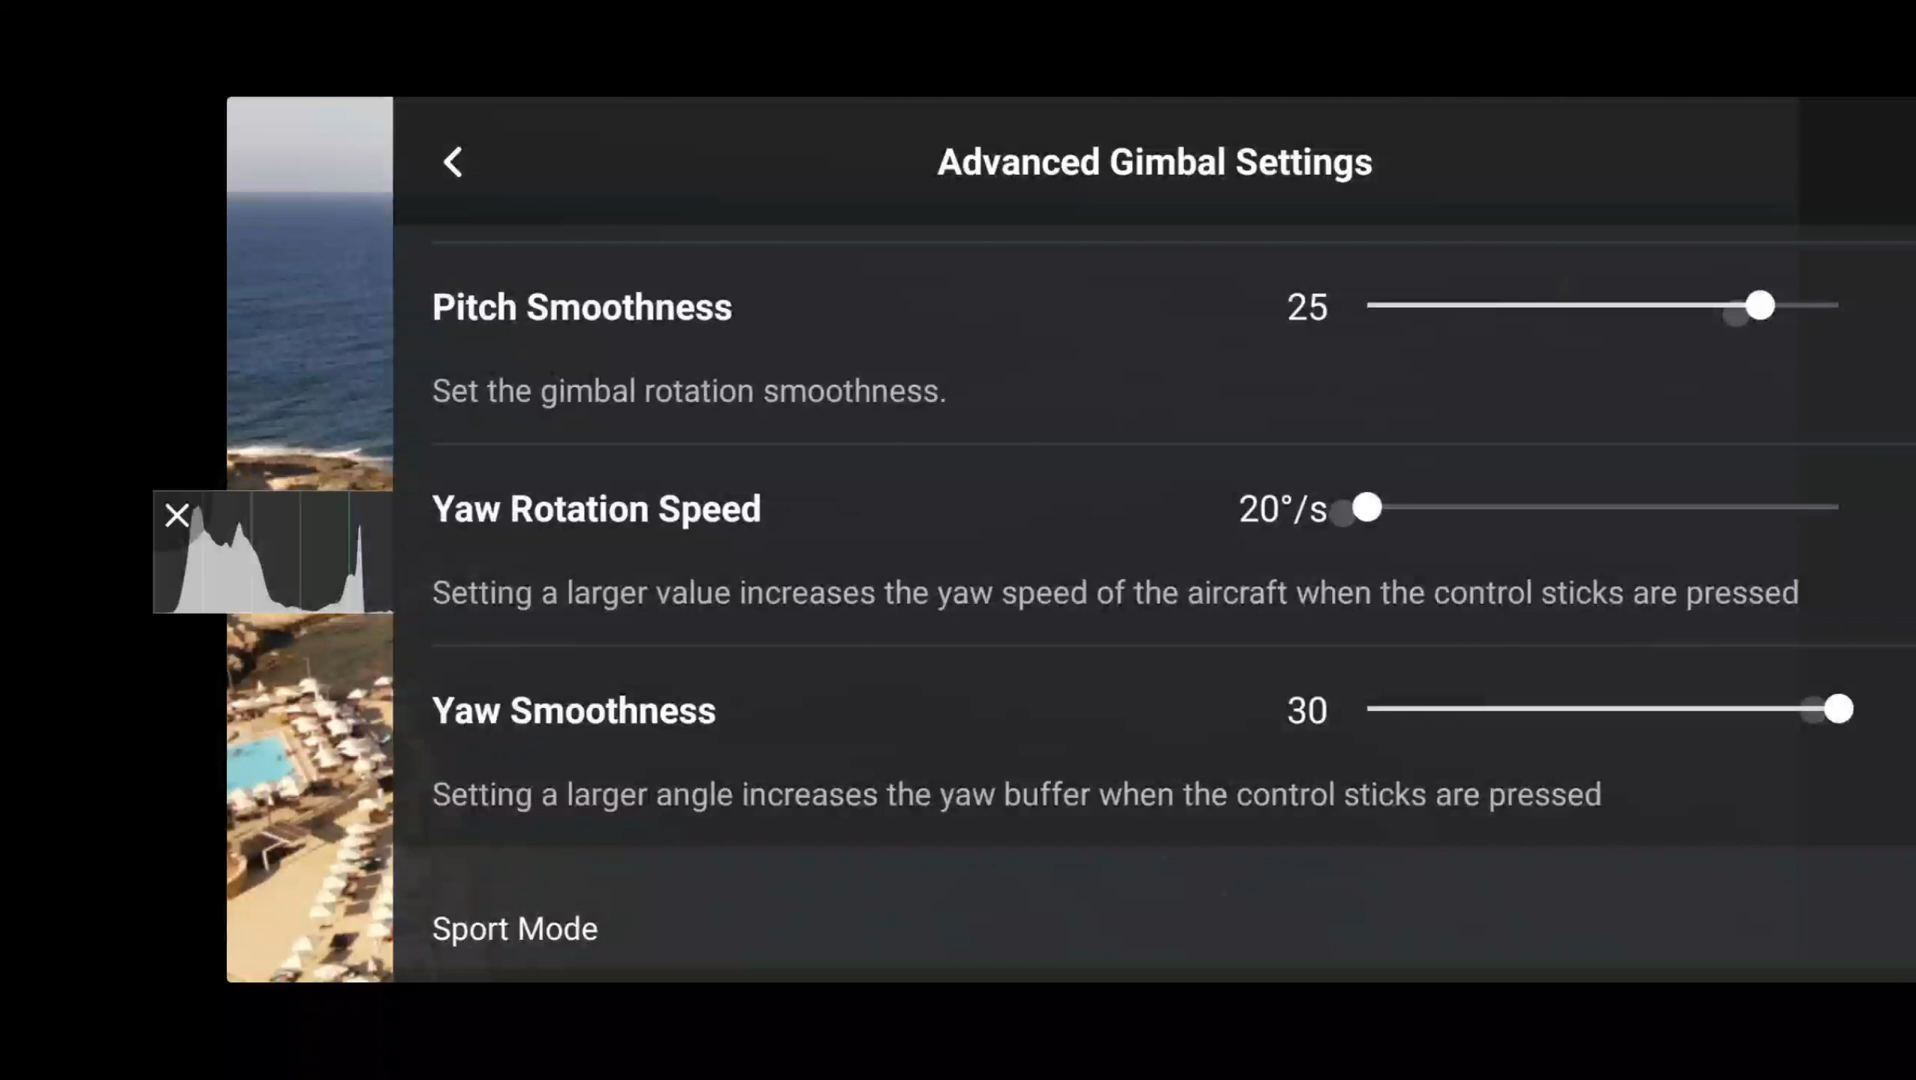 Advanced Gimbal Settings
Pitch Smoothness 25
Set the gimbal rotation smoothness.
Yaw Rotation Speed 20°/s
Setting a larger value increases the yaw speed of the aircraft when the control sticks are pressed
Yaw Smoothness 30
Setting a larger angle increases the yaw buffer when the control sticks are pressed
Sport Mode